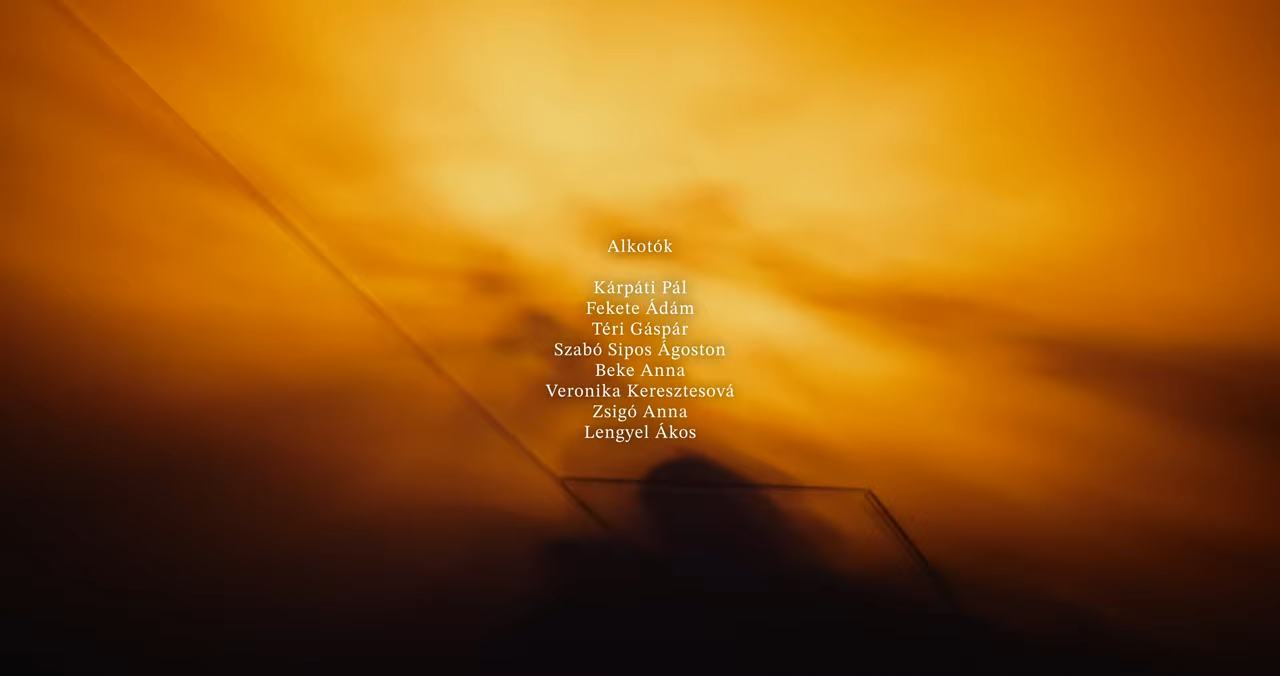 Alkotók
Kárpáti Pál
Fekete Ádám
Téri Gáspár
Szabó Sipos Ágoston
Beke Anna
Veronika Keresztesová
Zsigó Anna
Lengyel Ákos